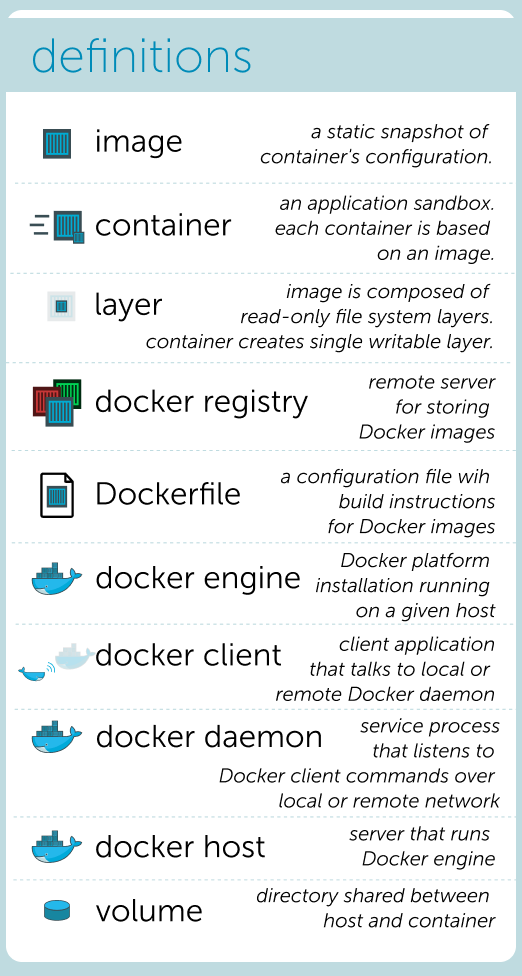 definitions
image
a static snapshot of
container's configuration.
container
an application sandbox.
each container is based
on an image.
layer
image is composed of
read-only file system layers.
container creates single writable layer.
docker registry
remote server
for storing
Docker images
Dockerfile
a configuration file wih
build instructions
for Docker images
docker engine
Docker platform
installation running
on a given host
docker client
client application
that talks to local or
remote Docker daemon
docker daemon
service process
that listens to
Docker client commands over
local or remote network
docker host
server that runs
Docker engine
volume
directory shared between
host and container